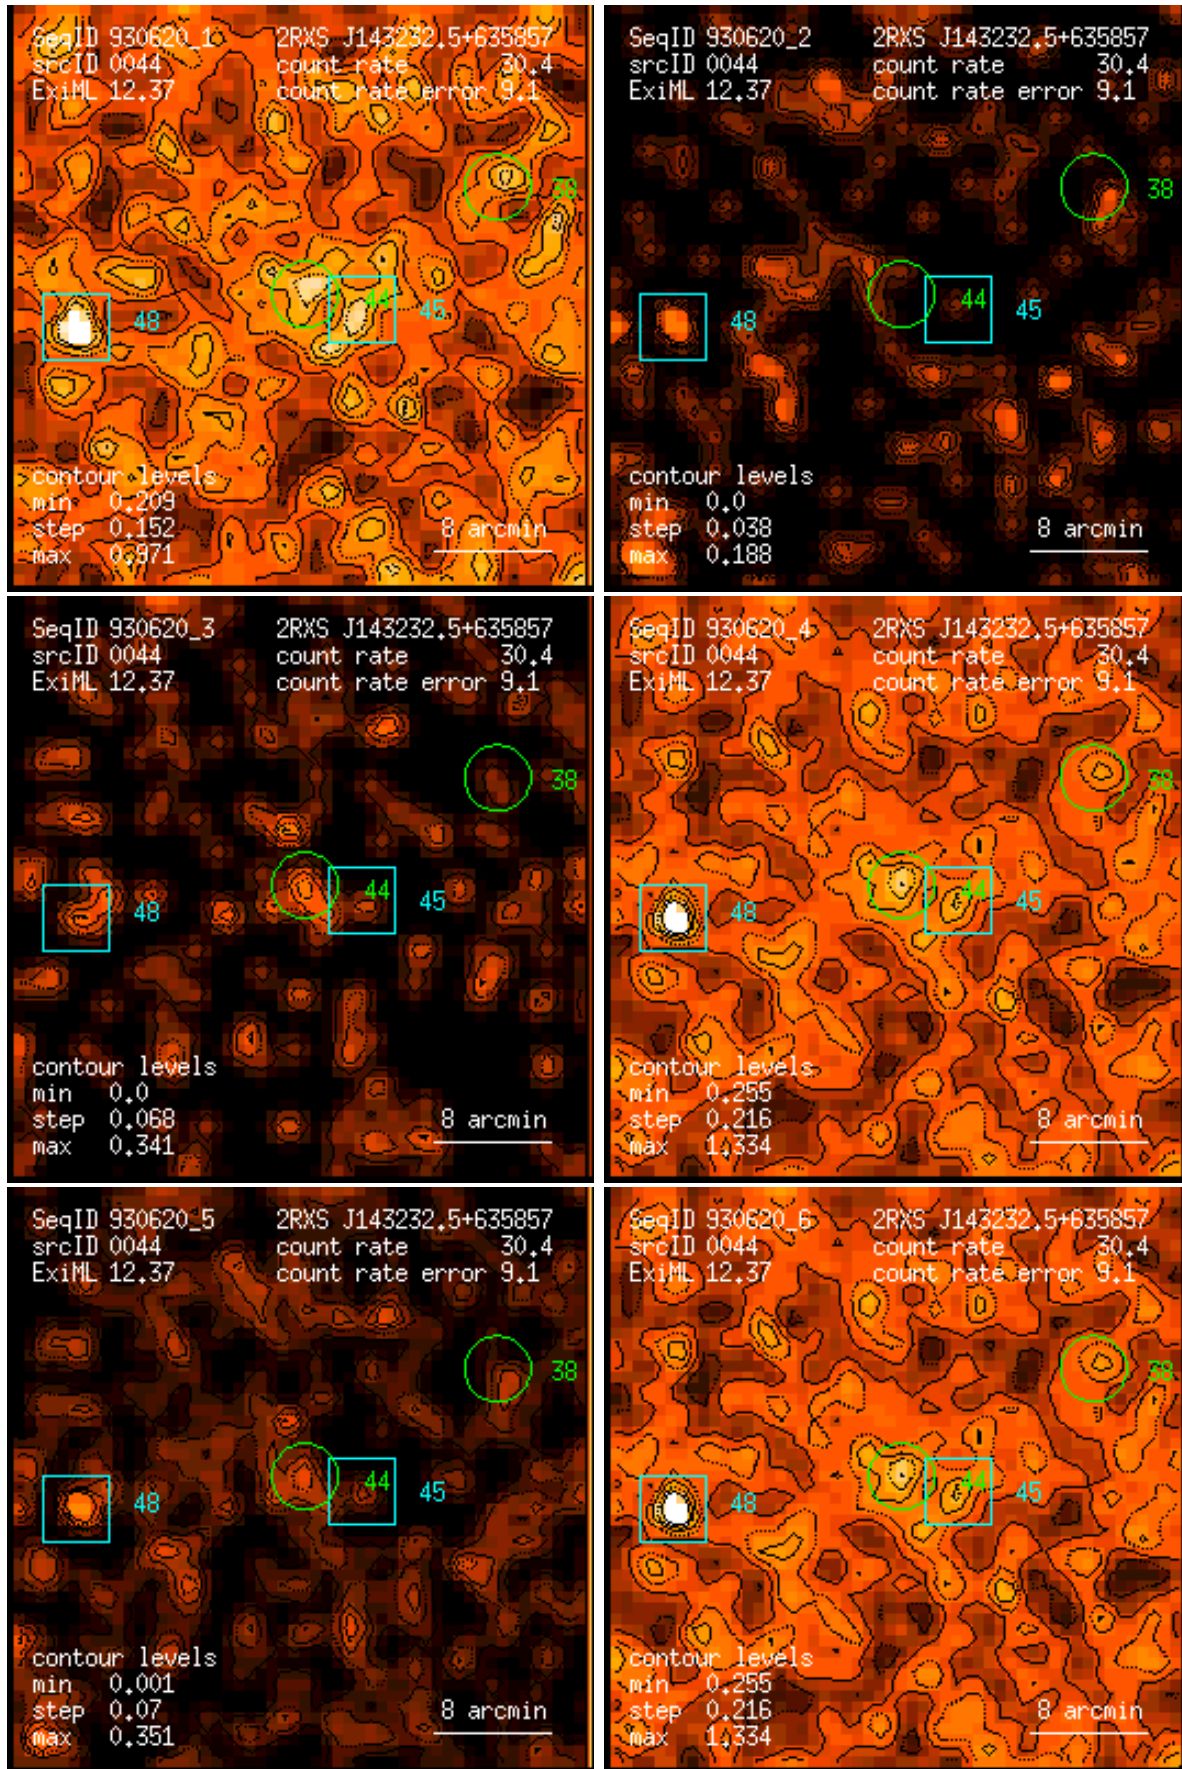 SeqID 930620_1 2RXS J143232.5+635857
srcID 0044 count rate 30.4
ExiML 12.37 count rate error 9.1
38
44
45
48
contour levels
min 0.209
step 0.152 8 arcmin
max 0.971
SeqID 930620_2 2RXS J143232.5+635857
srcID 0044 count rate 30.4
ExiML 12.37 count rate error 9.1
38
44
45
48
contour levels
min 0.0
step 0.038 8 arcmin
max 0.188
SeqID 930620_3 2RXS J143232.5+635857
srcID 0044 count rate 30.4
ExiML 12.37 count rate error 9.1
38
44
45
48
contour levels
min 0.0
step 0.068 8 arcmin
max 0.341
SeqID 930620_4 2RXS J143232.5+635857
srcID 0044 count rate 30.4
ExiML 12.37 count rate error 9.1
38
44
45
48
contour levels
min 0.255
step 0.216 8 arcmin
max 1.334
SeqID 930620_5 2RXS J143232.5+635857
srcID 0044 count rate 30.4
ExiML 12.37 count rate error 9.1
38
44
45
48
contour levels
min 0.001
step 0.07 8 arcmin
max 0.351
SeqID 930620_6 2RXS J143232.5+635857
srcID 0044 count rate 30.4
ExiML 12.37 count rate error 9.1
38
44
45
48
contour levels
min 0.255
step 0.216 8 arcmin
max 1.334